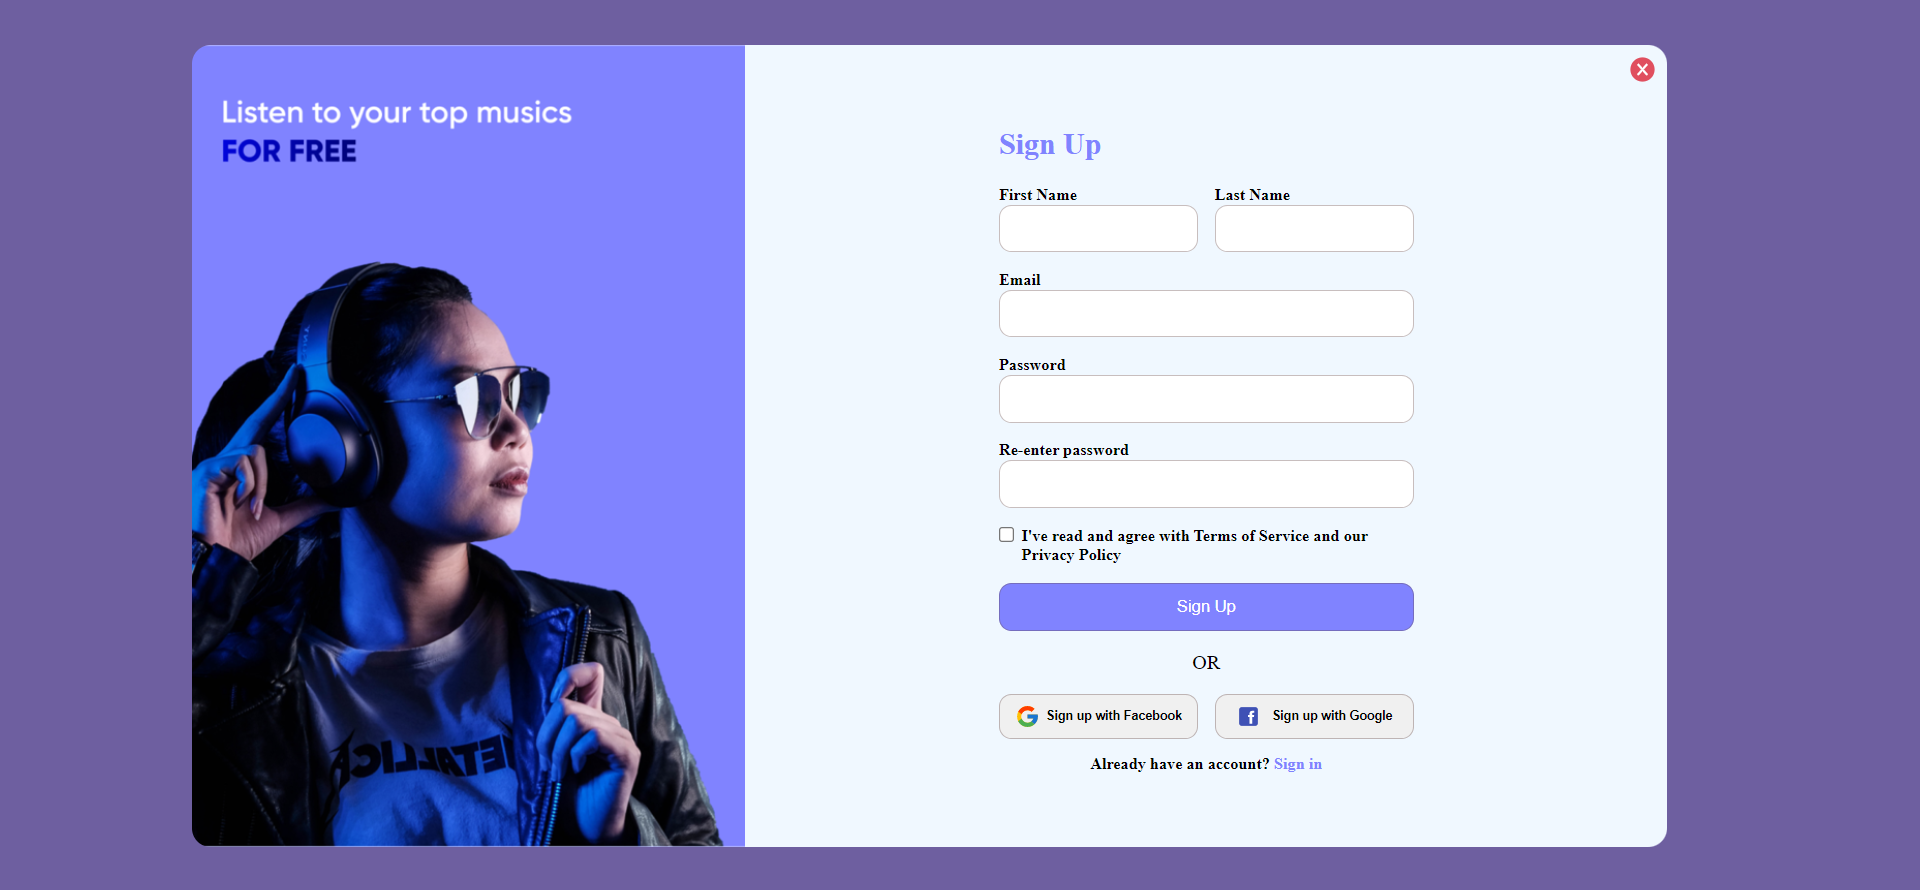 Listen to your top musics
FOR FREE
Sign Up
First Name
Last Name
Email
Password
Re-enter password
I've read and agree with Terms of Service and our
Privacy Policy
Sign Up
OR
Sign up with Facebook
Sign up with Google
Already have an account? Sign in
METALLICA